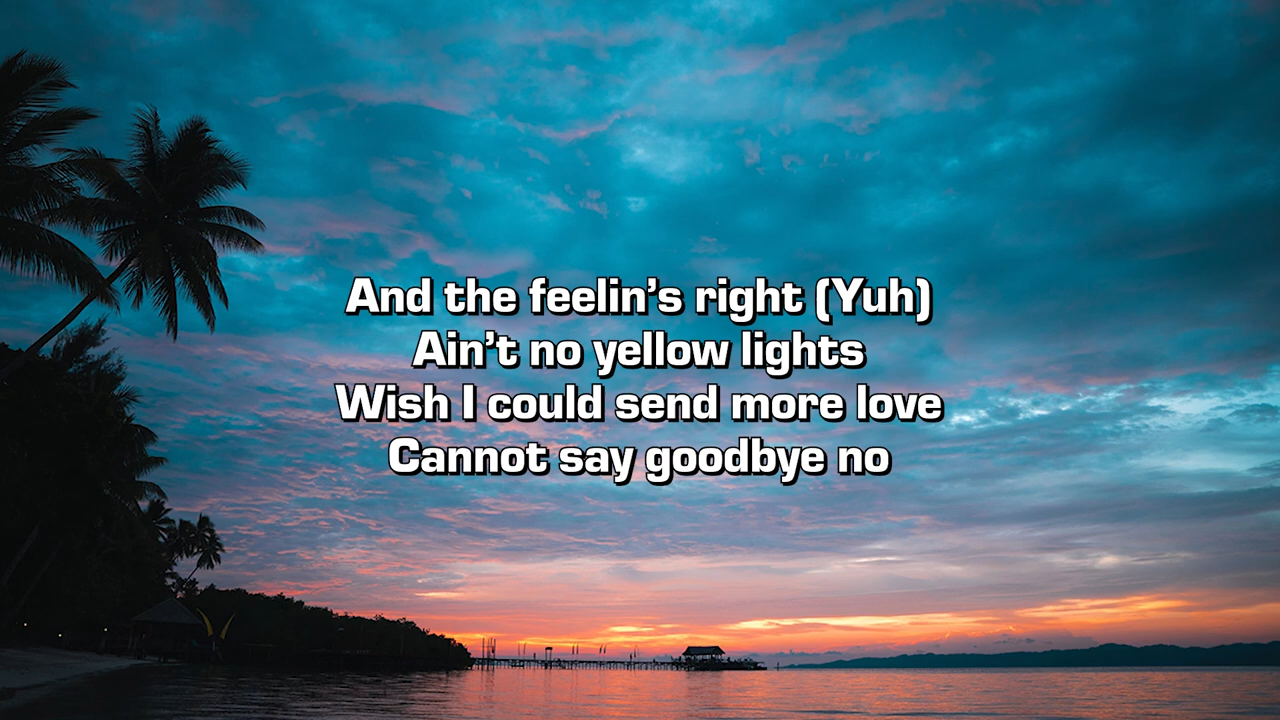 And the feelin’s right (Yuh)
Ain’t no yellow lights
Wish I could send more love
Cannot say goodbye no